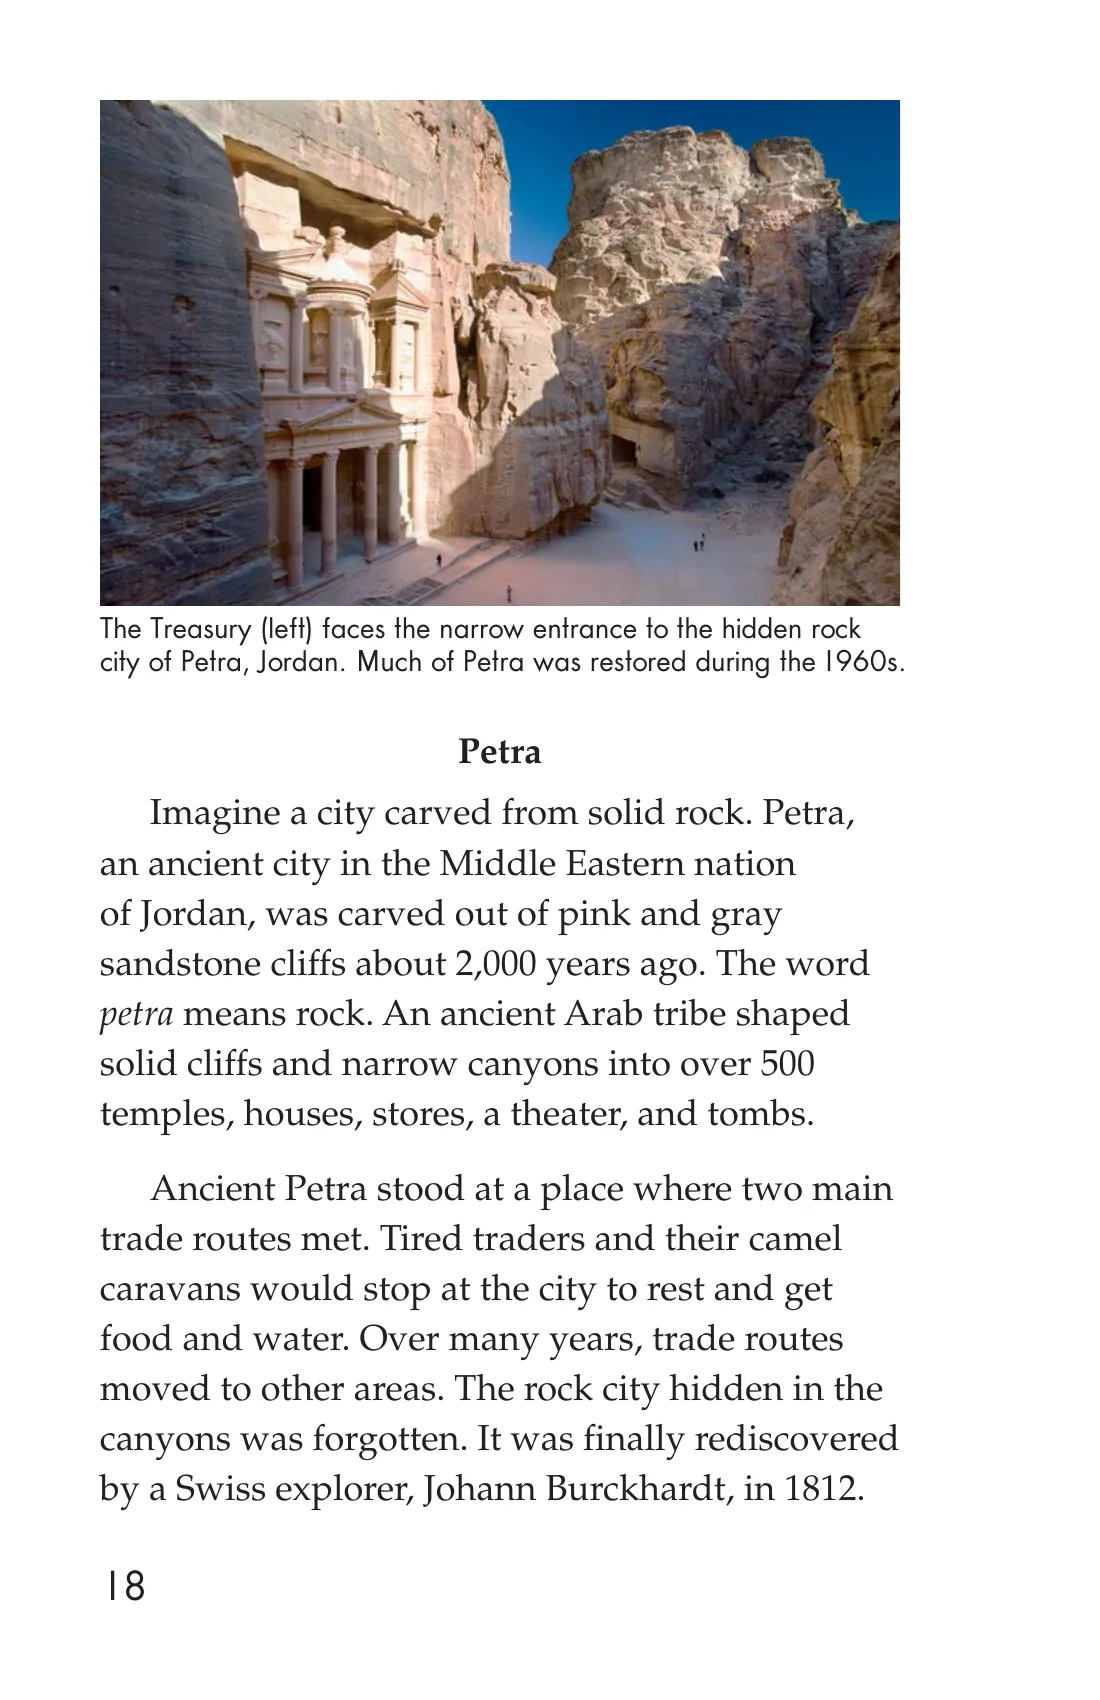 The Treasury (left) faces the narrow entrance to the hidden rock
city of Petra, Jordan. Much of Petra was restored during the 1960s.
Petra
Imagine a city carved from solid rock. Petra,
an ancient city in the Middle Eastern nation
of Jordan, was carved out of pink and gray
sandstone cliffs about 2,000 years ago. The word
petra means rock. An ancient Arab tribe shaped
solid cliffs and narrow canyons into over 500
temples, houses, stores, a theater, and tombs.
Ancient Petra stood at a place where two main
trade routes met. Tired traders and their camel
caravans would stop at the city to rest and get
food and water. Over many years, trade routes
moved to other areas. The rock city hidden in the
canyons was forgotten. It was finally rediscovered
by a Swiss explorer, Johann Burckhardt, in 1812.
18